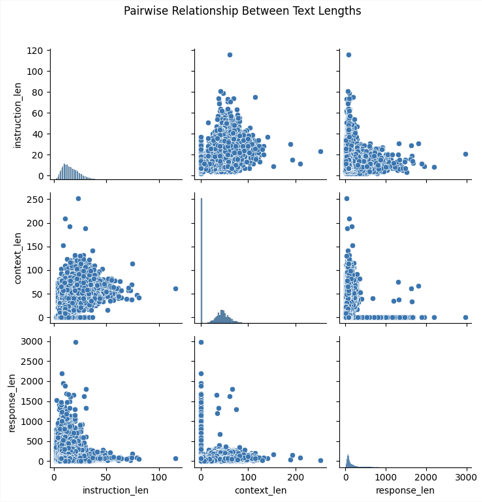 Pairwise Relationship Between Text Lengths
120
100
80
60
40
20
0
instruction_len
250
200
150
100
50
0
context_len
3000
2500
2000
1500
1000
500
0
response_len
0 50 100
instruction_len
0 100 200
context_len
0 1000 2000 3000
response_len